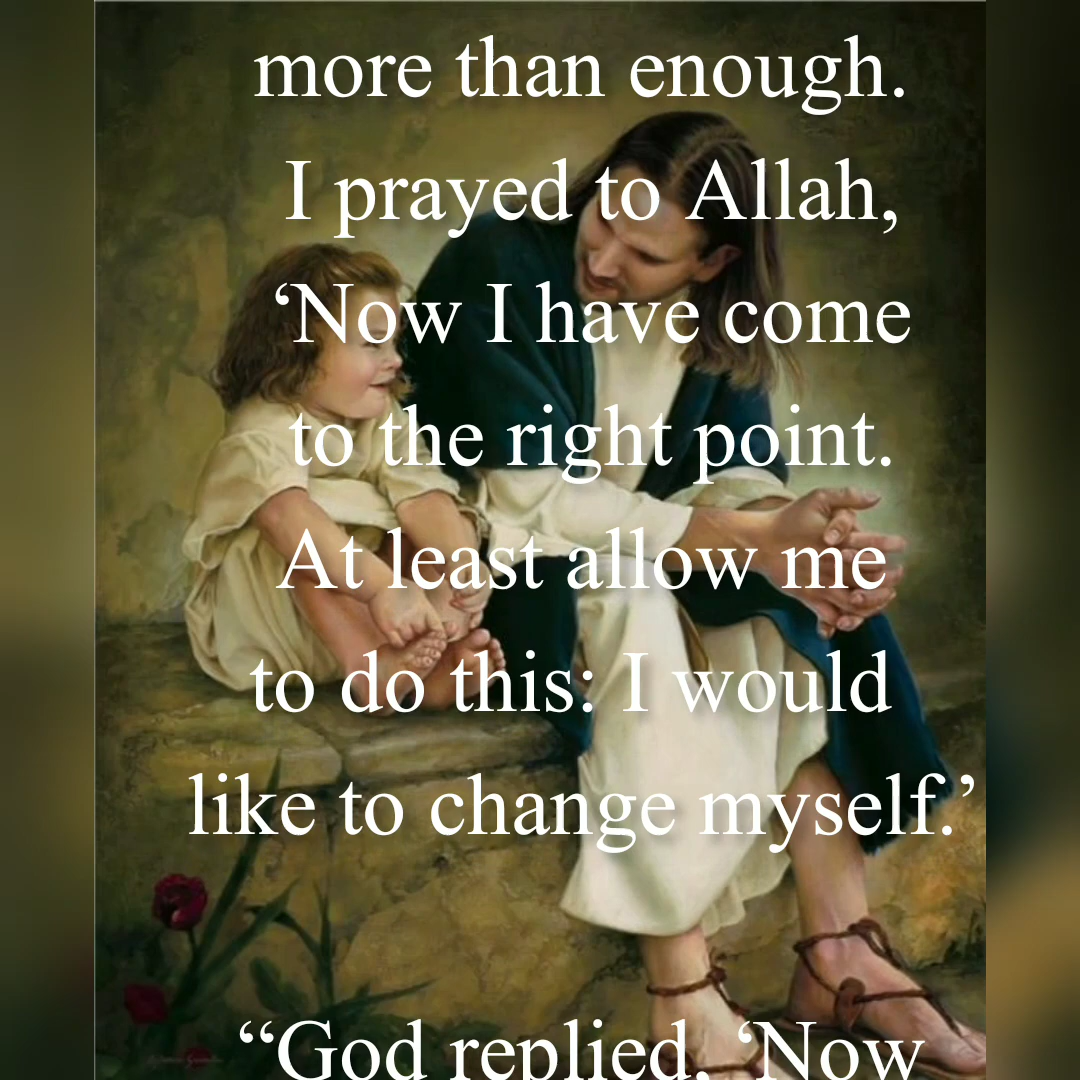 more than enough.
I prayed to Allah,
‘Now I have come
to the right point.
At least allow me
to do this: I would
like to change myself.’
“God replied, ‘Now